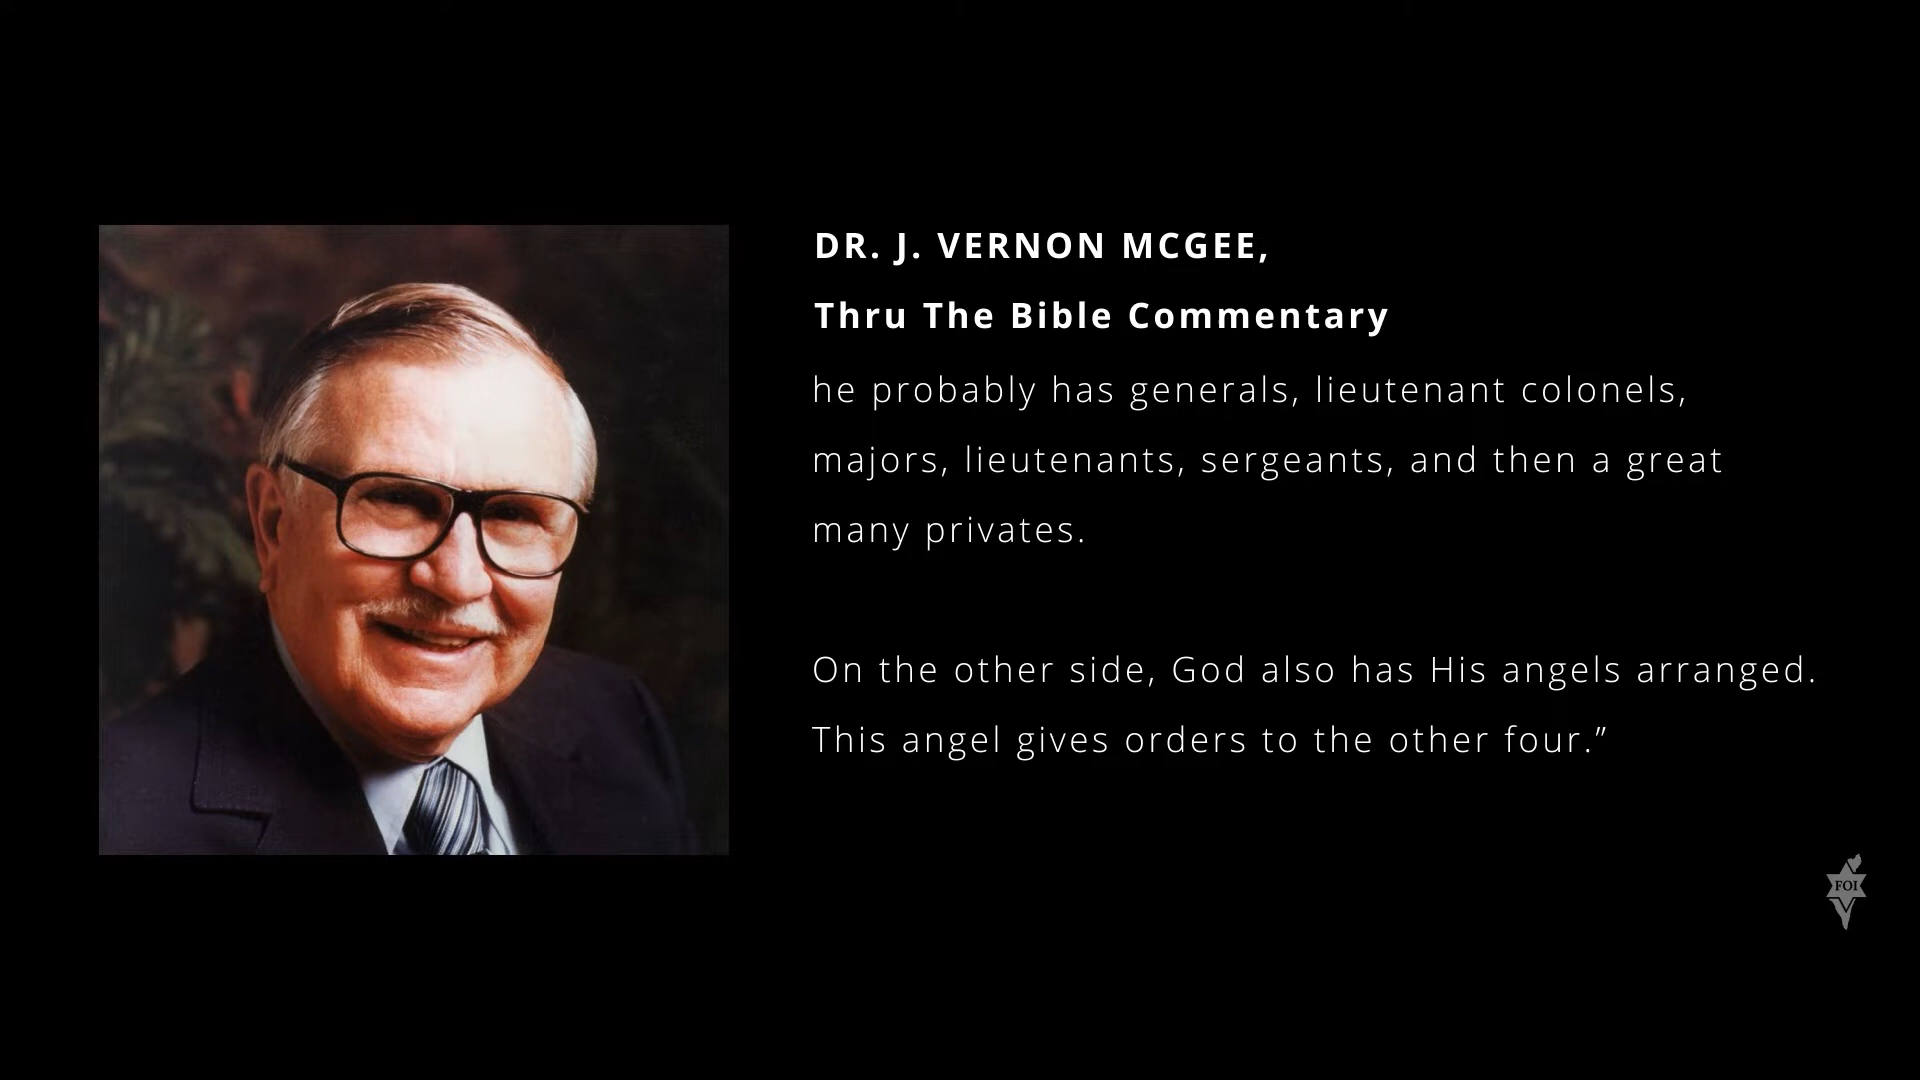 DR. J. VERNON MCGEE,
Thru The Bible Commentary
he probably has generals, lieutenant colonels,
majors, lieutenants, sergeants, and then a great
many privates.
On the other side, God also has His angels arranged.
This angel gives orders to the other four.”
FOI